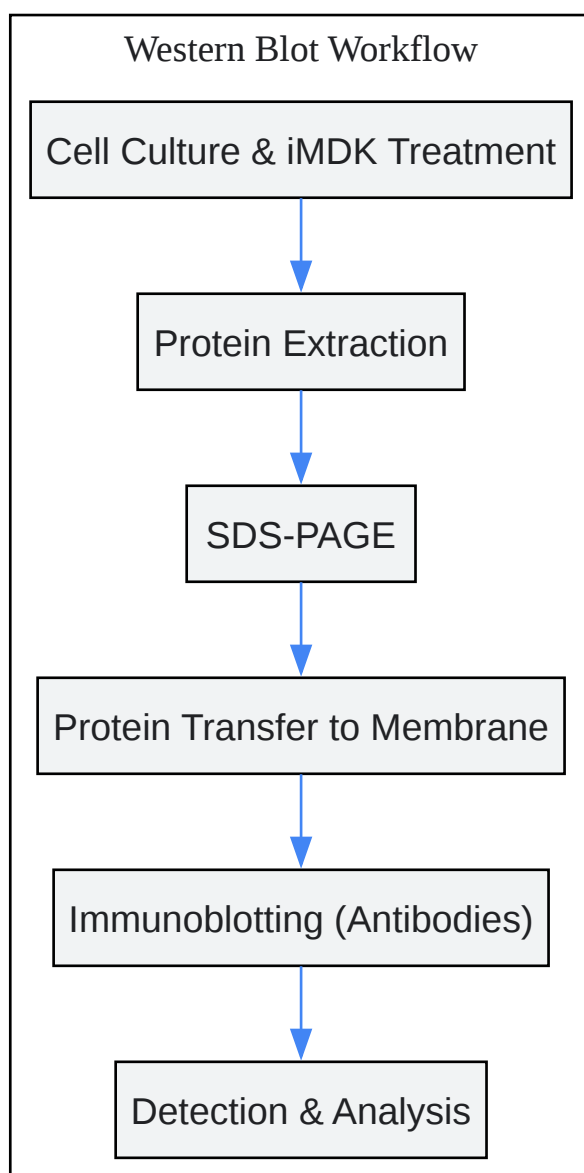 Western Blot Workflow
Cell Culture & iMDK Treatment
Protein Extraction
SDS-PAGE
Protein Transfer to Membrane
Immunoblotting (Antibodies)
Detection & Analysis